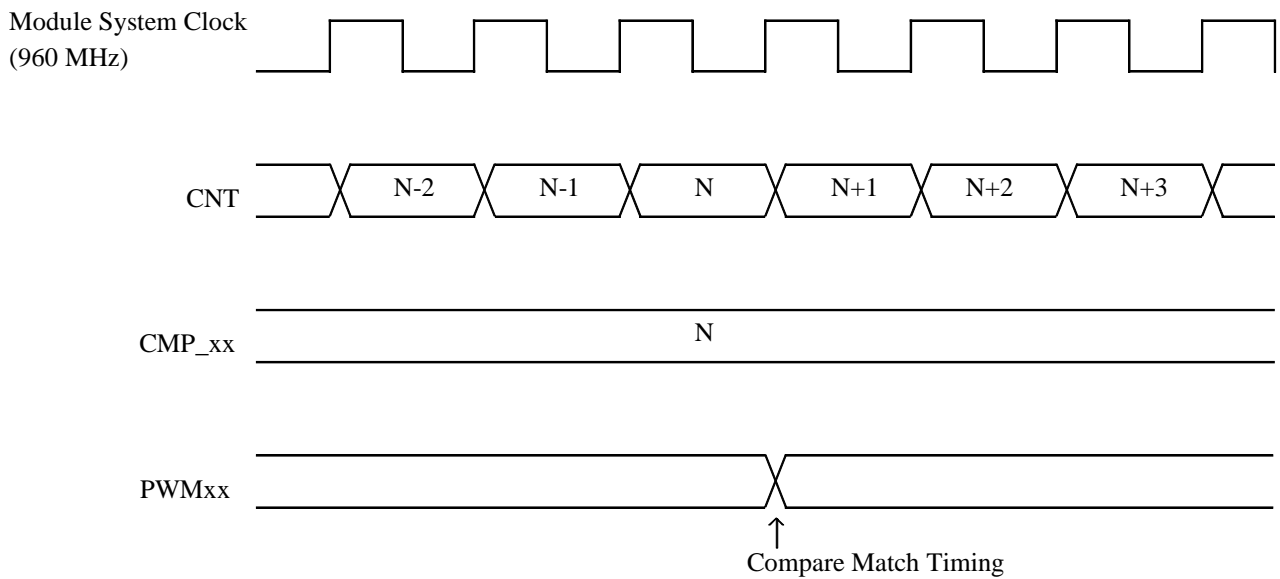 Module System Clock
(960 MHz)
CNT
N-2
N-1
N
N+1
N+2
N+3
CMP_xx
N
PWMxx
Compare Match Timing